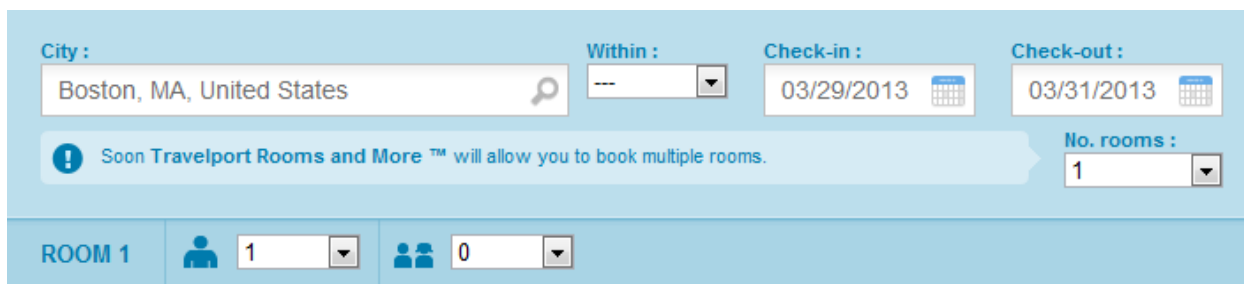 City :
Within :
Check-in :
Check-out :
Boston, MA, United States
---
03/29/2013
03/31/2013
Soon Travelport Rooms and More ™ will allow you to book multiple rooms.
No. rooms :
1
ROOM 1
1
0